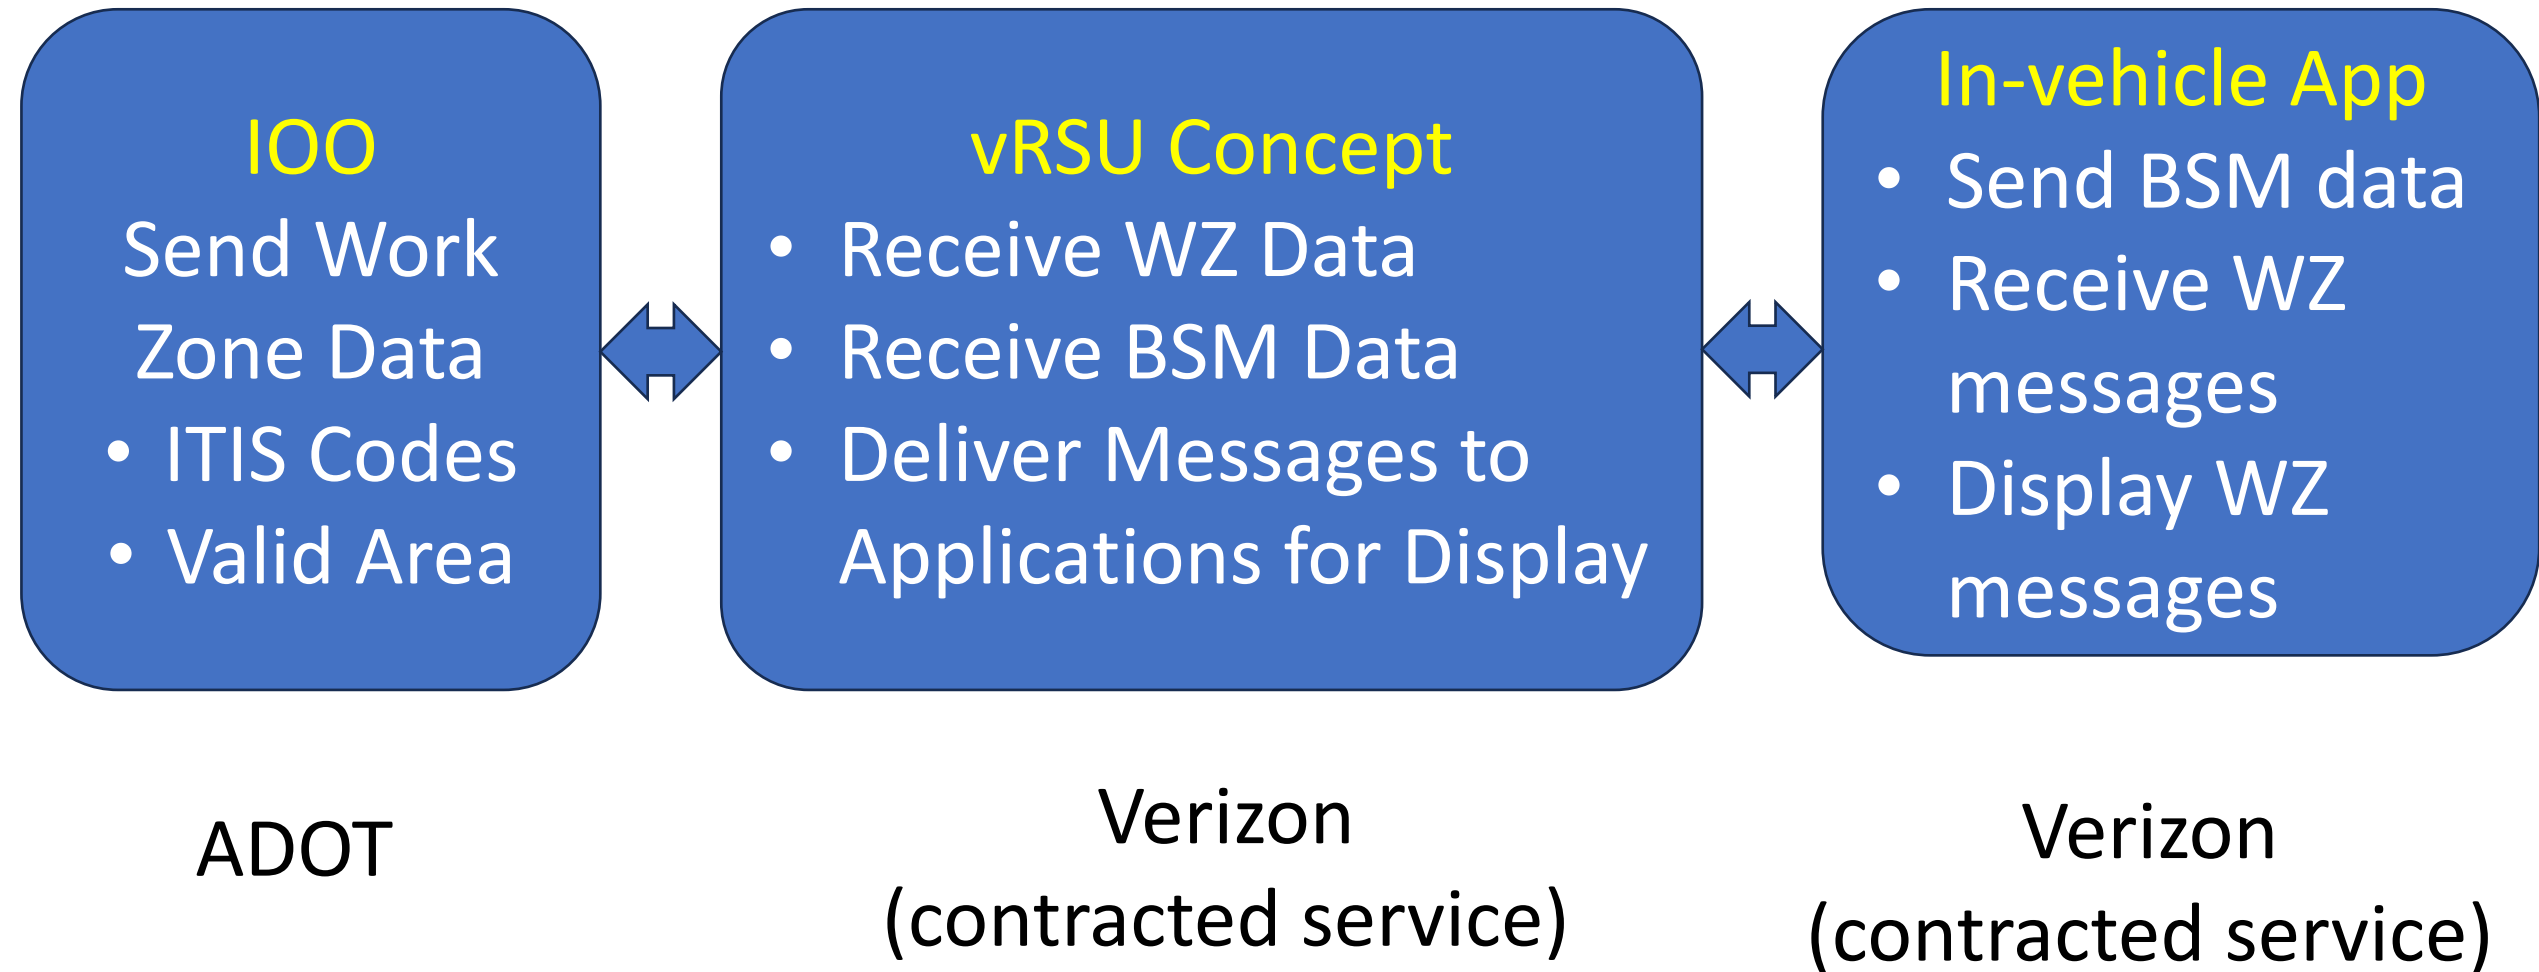 IOO
Send Work
Zone Data
• ITIS Codes
• Valid Area
vRSU Concept
• Receive WZ Data
• Receive BSM Data
• Deliver Messages to
Applications for Display
In-vehicle App
• Send BSM data
• Receive WZ
messages
• Display WZ
messages
ADOT
Verizon
(contracted service)
Verizon
(contracted service)